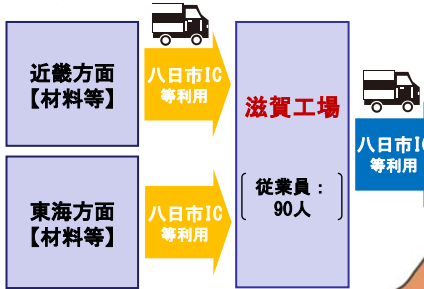 近畿方面
【材料等】
八日市IC
等利用
東海方面
【材料等】
八日市IC
等利用
滋賀工場
従業員：
90人
八日市IC
等利用